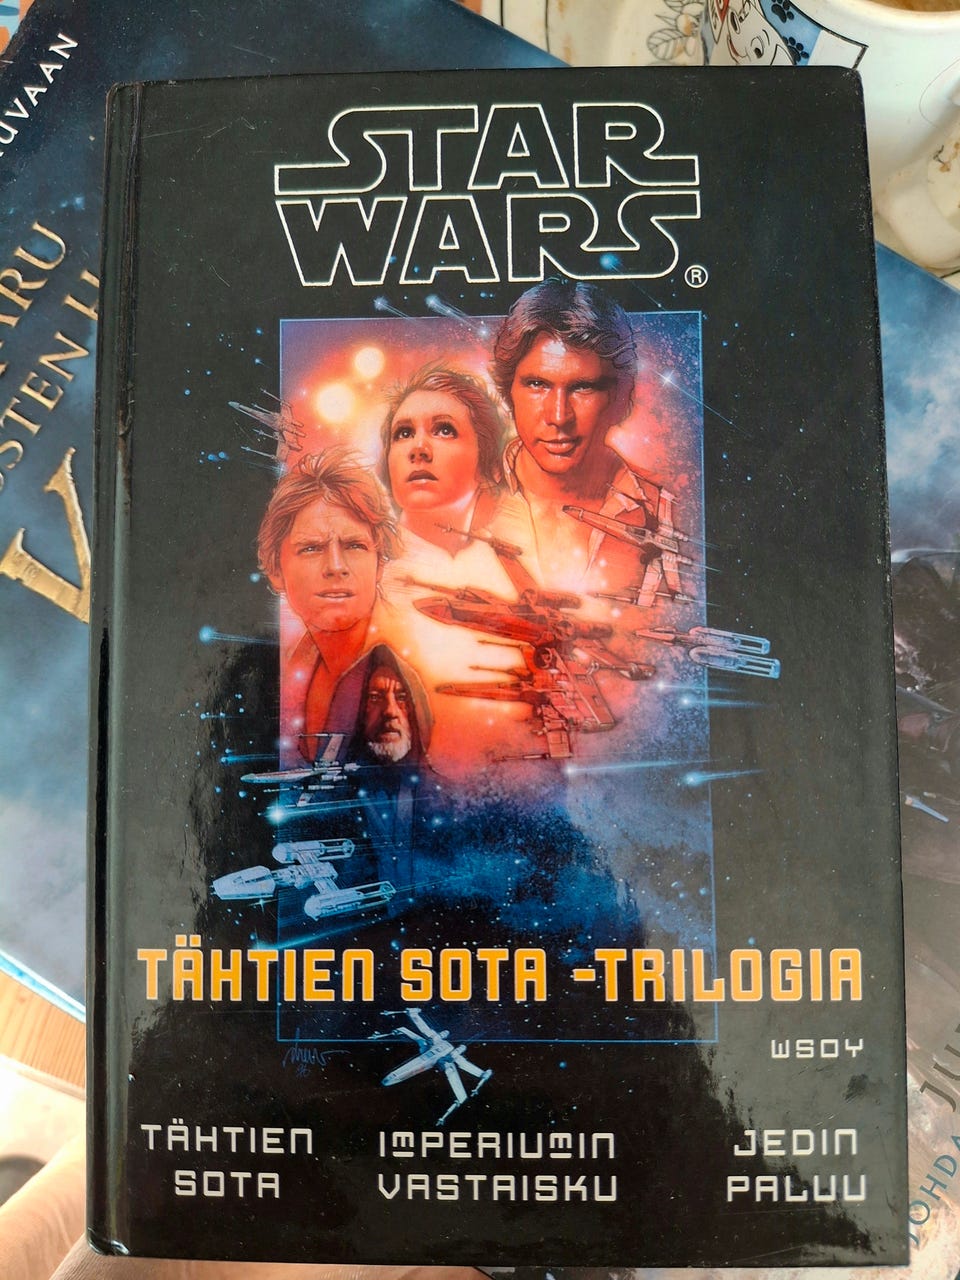 STAR
WARS®
TÄHTIEN SOTA -TRILOGIA
WSOY
TÄHTIEN
SOTA
IMPERIUMIN
VASTAISKU
JEDIN
PALUU